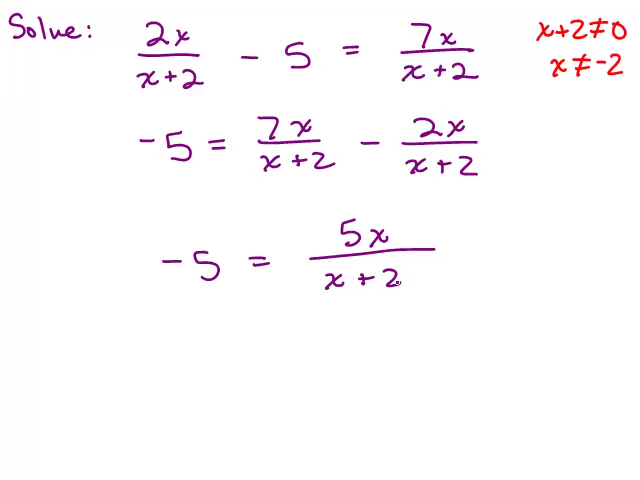 Solve: 2x/(x+2) - 5 = 7x/(x+2)
x+2≠0
x≠-2
-5 = 7x/(x+2) - 2x/(x+2)
-5 = 5x/(x+2)